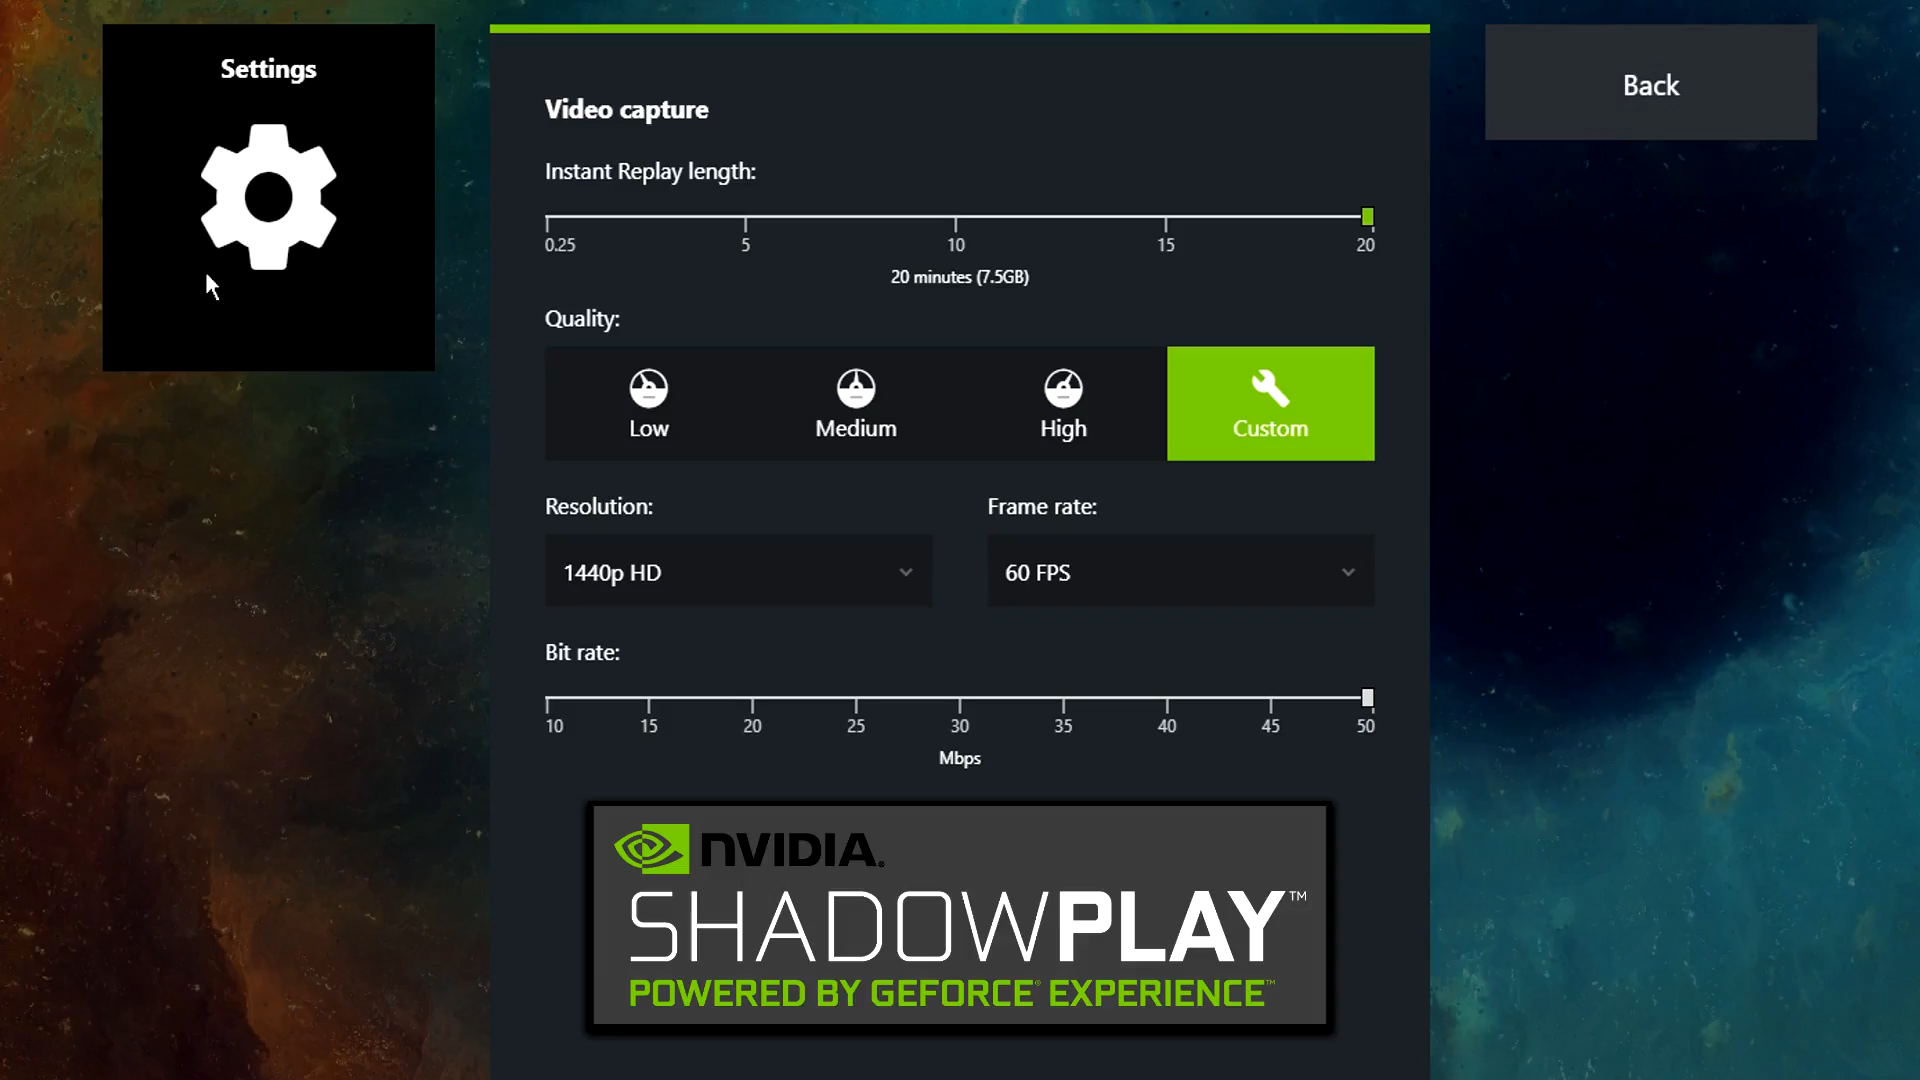 Settings
Back
Video capture
Instant Replay length:
0.25 5 10 15 20
20 minutes (7.5GB)
Quality:
Low Medium High Custom
Resolution: Frame rate:
1440p HD 60 FPS
Bit rate:
10 15 20 25 30 35 40 45 50
Mbps
NVIDIA.
SHADOWPLAY™
POWERED BY GEFORCE® EXPERIENCE™